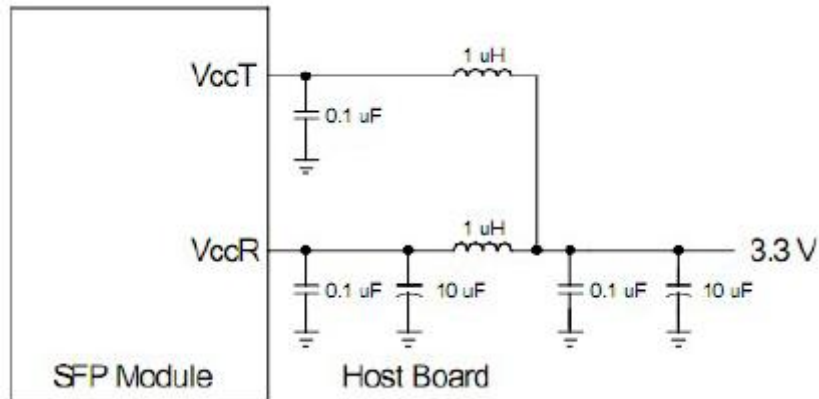 1 uH
VccT
0.1 uF
1 uH
VccR
3.3 V
0.1 uF
10 uF
0.1 uF
10 uF
SFP Module
Host Board